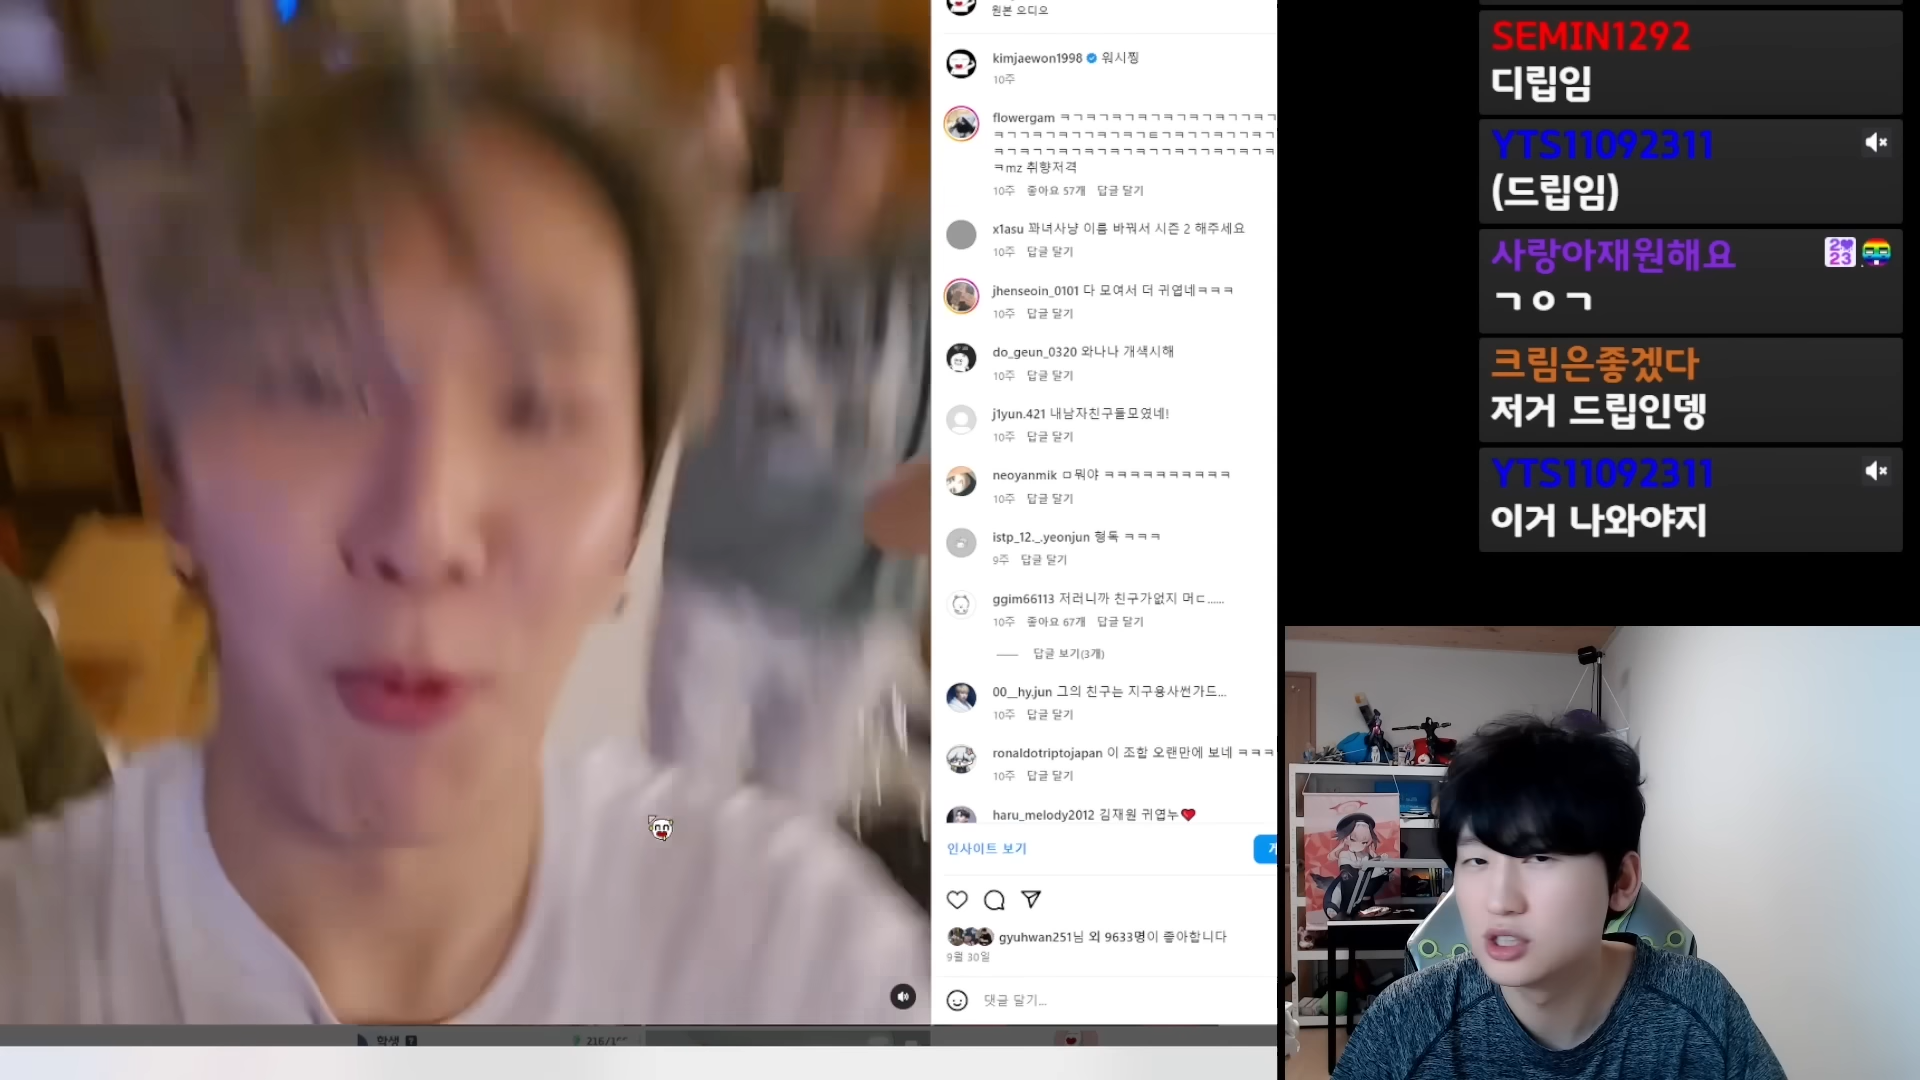 원본 오디오
kimjaewon1998 워시찡
10주
flowergam ㅋㄱㅋㄱㅋㄱㅋㄱㅋㄱㅋㄱㅋㄱㄱㅋㄱ
ㅋmz 취향저격
10주 좋아요 57개 답글 달기
x1asu 꽈녀사냥 이름 바꿔서 시즌 2 해주세요
10주 답글 달기
jhenseoin_0101 다 모여서 더 귀엽네ㅋㅋㅋ
10주 답글 달기
do_geun_0320 와나나 개색시해
10주 답글 달기
j1yun.421 내남자친구들모였네!
10주 답글 달기
neoyanmik ㅁ뭐야 ㅋㅋㅋㅋㅋㅋㅋㅋㅋㅋ
10주 답글 달기
istp_12._.yeonjun 형독 ㅋㅋㅋ
9주 답글 달기
ggim66113 저러니까 친구가없지 머ㄷ......
10주 좋아요 67개 답글 달기
답글 보기(3개)
00__hy.jun 그의 친구는 지구용사썬가드...
10주 답글 달기
ronaldotriptojapan 이 조합 오랜만에 보네 ㅋㅋㅋ
10주 답글 달기
haru_melody2012 김재원 귀엽누
인사이트 보기
gyuhwan251님 외 9633명이 좋아합니다
9월 30일
댓글 달기...
학생
SEMIN1292
디립임
YTS11092311
(드립임)
사랑아재원해요
ㄱㅇㄱ
크림은좋겠다
저거 드립인뎅
YTS11092311
이거 나와야지